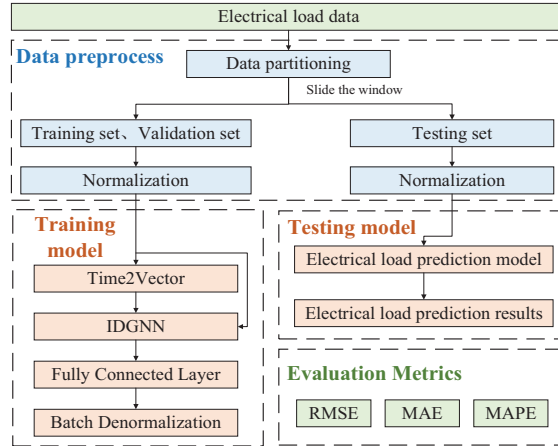 Electrical load data
Data preprocess
Data partitioning
Slide the window
Training set、Validation set
Testing set
Normalization
Normalization
Training
model
Time2Vector
IDGNN
Fully Connected Layer
Batch Denormalization
Testing model
Electrical load prediction model
Electrical load prediction results
Evaluation Metrics
RMSE
MAE
MAPE